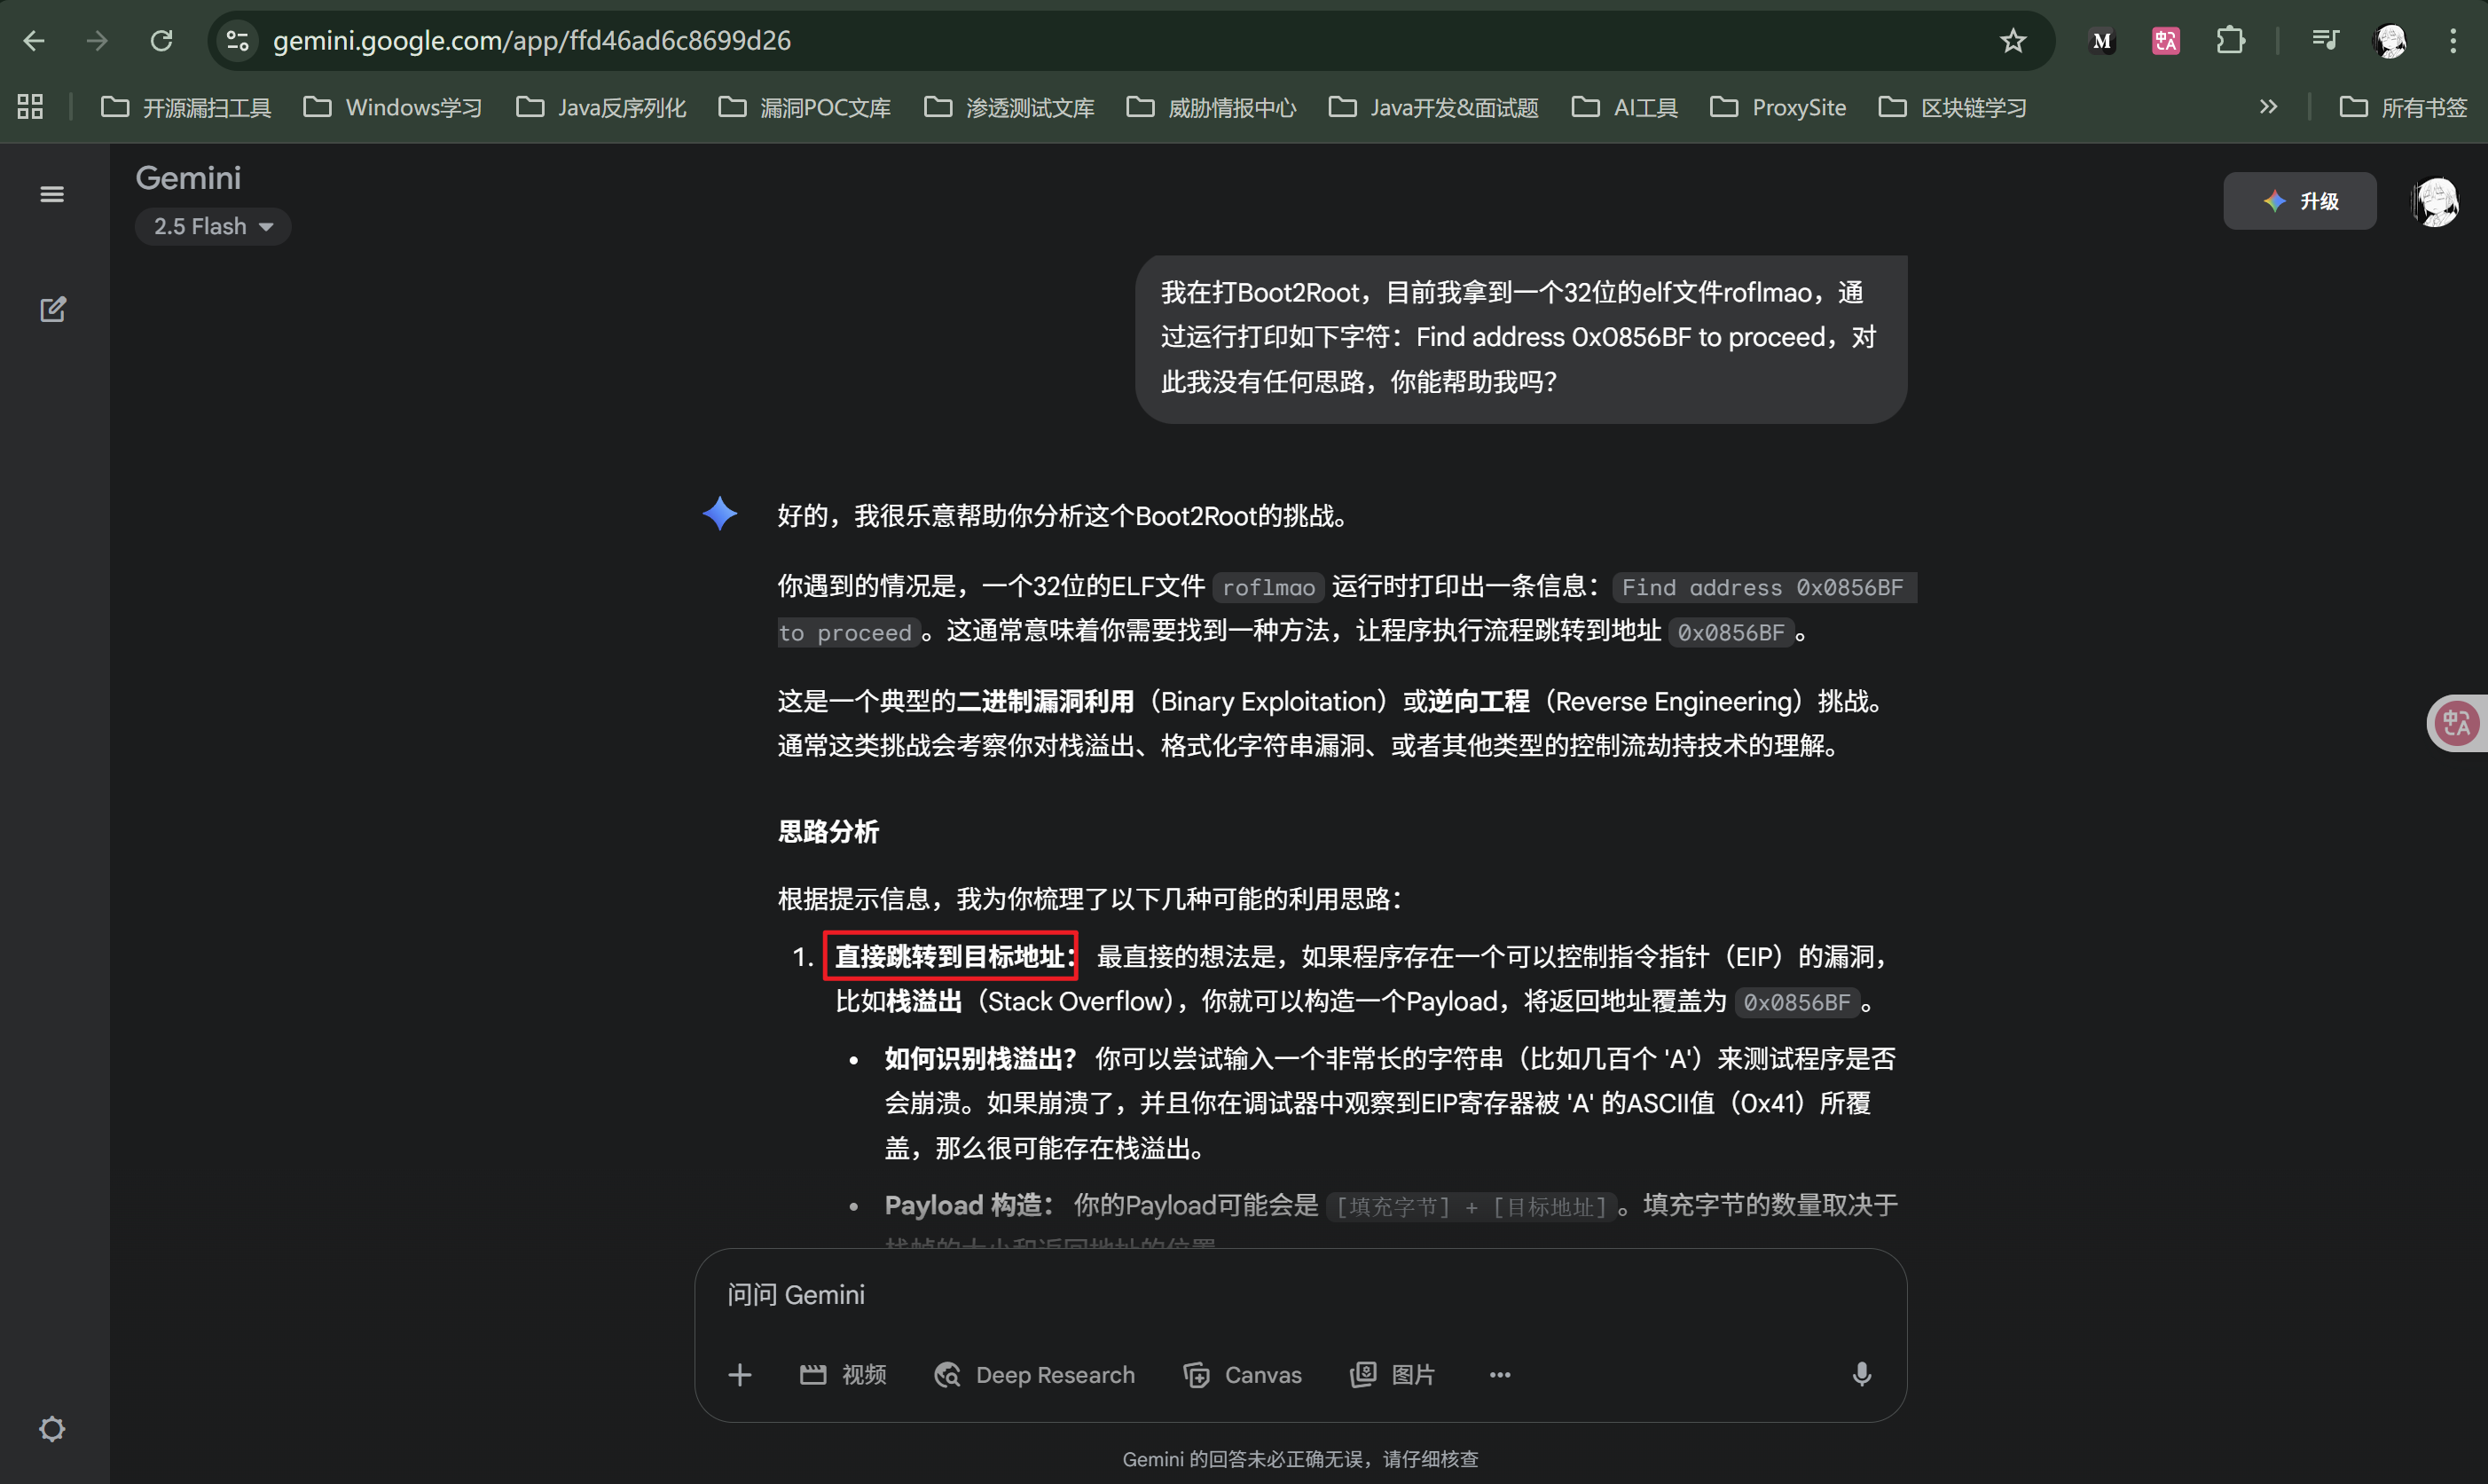 gemini.google.com/app/ffd46ad6c8699d26
M
中A
开源漏扫工具 Windows学习 Java反序列化 漏洞POC文库 渗透测试文库 威胁情报中心 Java开发&面试题 AI工具 ProxySite 区块链学习 所有书签
Gemini
2.5 Flash
升级
我在打Boot2Root，目前我拿到一个32位的elf文件roflmao，通
过运行打印如下字符：Find address 0x0856BF to proceed，对
此我没有任何思路，你能帮助我吗？
好的，我很乐意帮助你分析这个Boot2Root的挑战。
你遇到的情况是，一个32位的ELF文件 roflmao 运行时打印出一条信息： Find address 0x0856BF
to proceed 。这通常意味着你需要找到一种方法，让程序执行流程跳转到地址 0x0856BF 。
这是一个典型的二进制漏洞利用（Binary Exploitation）或逆向工程（Reverse Engineering）挑战。
通常这类挑战会考察你对栈溢出、格式化字符串漏洞、或者其他类型的控制流劫持技术的理解。
中A
思路分析
根据提示信息，我为你梳理了以下几种可能的利用思路：
1. 直接跳转到目标地址： 最直接的想法是，如果程序存在一个可以控制指令指针（EIP）的漏洞，
比如栈溢出（Stack Overflow），你就可以构造一个Payload，将返回地址覆盖为 0x0856BF 。
• 如何识别栈溢出？ 你可以尝试输入一个非常长的字符串（比如几百个 'A'）来测试程序是否
会崩溃。如果崩溃了，并且你在调试器中观察到EIP寄存器被 'A' 的ASCII值（0x41）所覆
盖，那么很可能存在栈溢出。
• Payload 构造： 你的Payload可能会是 [填充字节] + [目标地址] 。填充字节的数量取决于
栈帧的大小和返回地址的位置
问问 Gemini
视频 Deep Research Canvas 图片
Gemini 的回答未必正确无误，请仔细核查